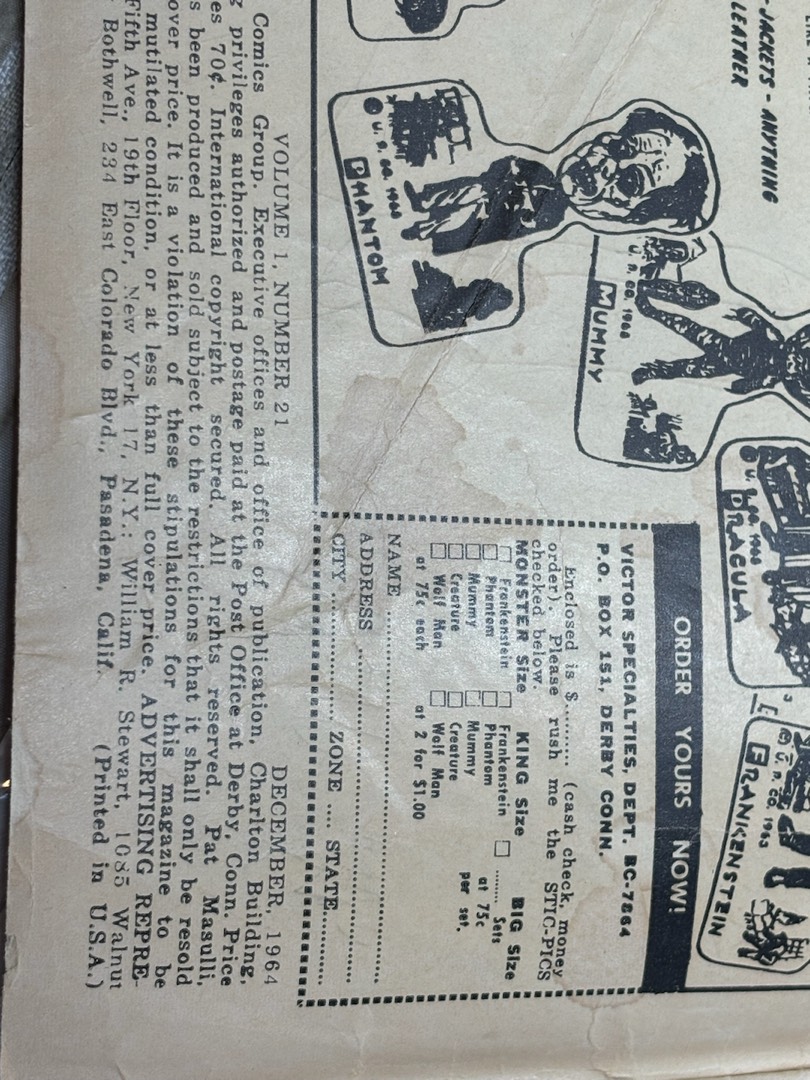 - JACKETS - ANYTHING
LEATHER
© U. P. CO. 1963
PHANTOM
U. P. CO. 1963
MUMMY
DRACULA
FRANKENSTEIN
ORDER YOURS NOW!
VICTOR SPECIALTIES, DEPT. BC-7864
P.O. BOX 151, DERBY CONN.
Enclosed is $.......... (cash check, money
order). Please rush me the STIC-PICS
checked below.
MONSTER Size KING Size BIG Size
Frankenstein Frankenstein ........ Sets
Phantom Phantom at 75c
Mummy Mummy per set.
Creature Creature
Wolf Man Wolf Man
at 75c each at 2 for $1.00
NAME
ADDRESS
CITY ZONE .... STATE
VOLUME 1, NUMBER 21 DECEMBER, 1964
Comics Group. Executive offices and office of publication, Charlton Building,
g privileges authorized and postage paid at the Post Office at Derby, Conn. Price
es 70¢. International copyright secured. All rights reserved. Pat Masulli,
s been produced and sold subject to the restrictions that it shall only be resold
over price. It is a violation of these stipulations for this magazine to be
mutilated condition, or at less than full cover price. ADVERTISING REPRE-
Fifth Ave., 19th Floor, New York 17, N.Y.: William R. Stewart, 1085 Walnut
Bothwell, 234 East Colorado Blvd., Pasadena, Calif. (Printed in U.S.A.)